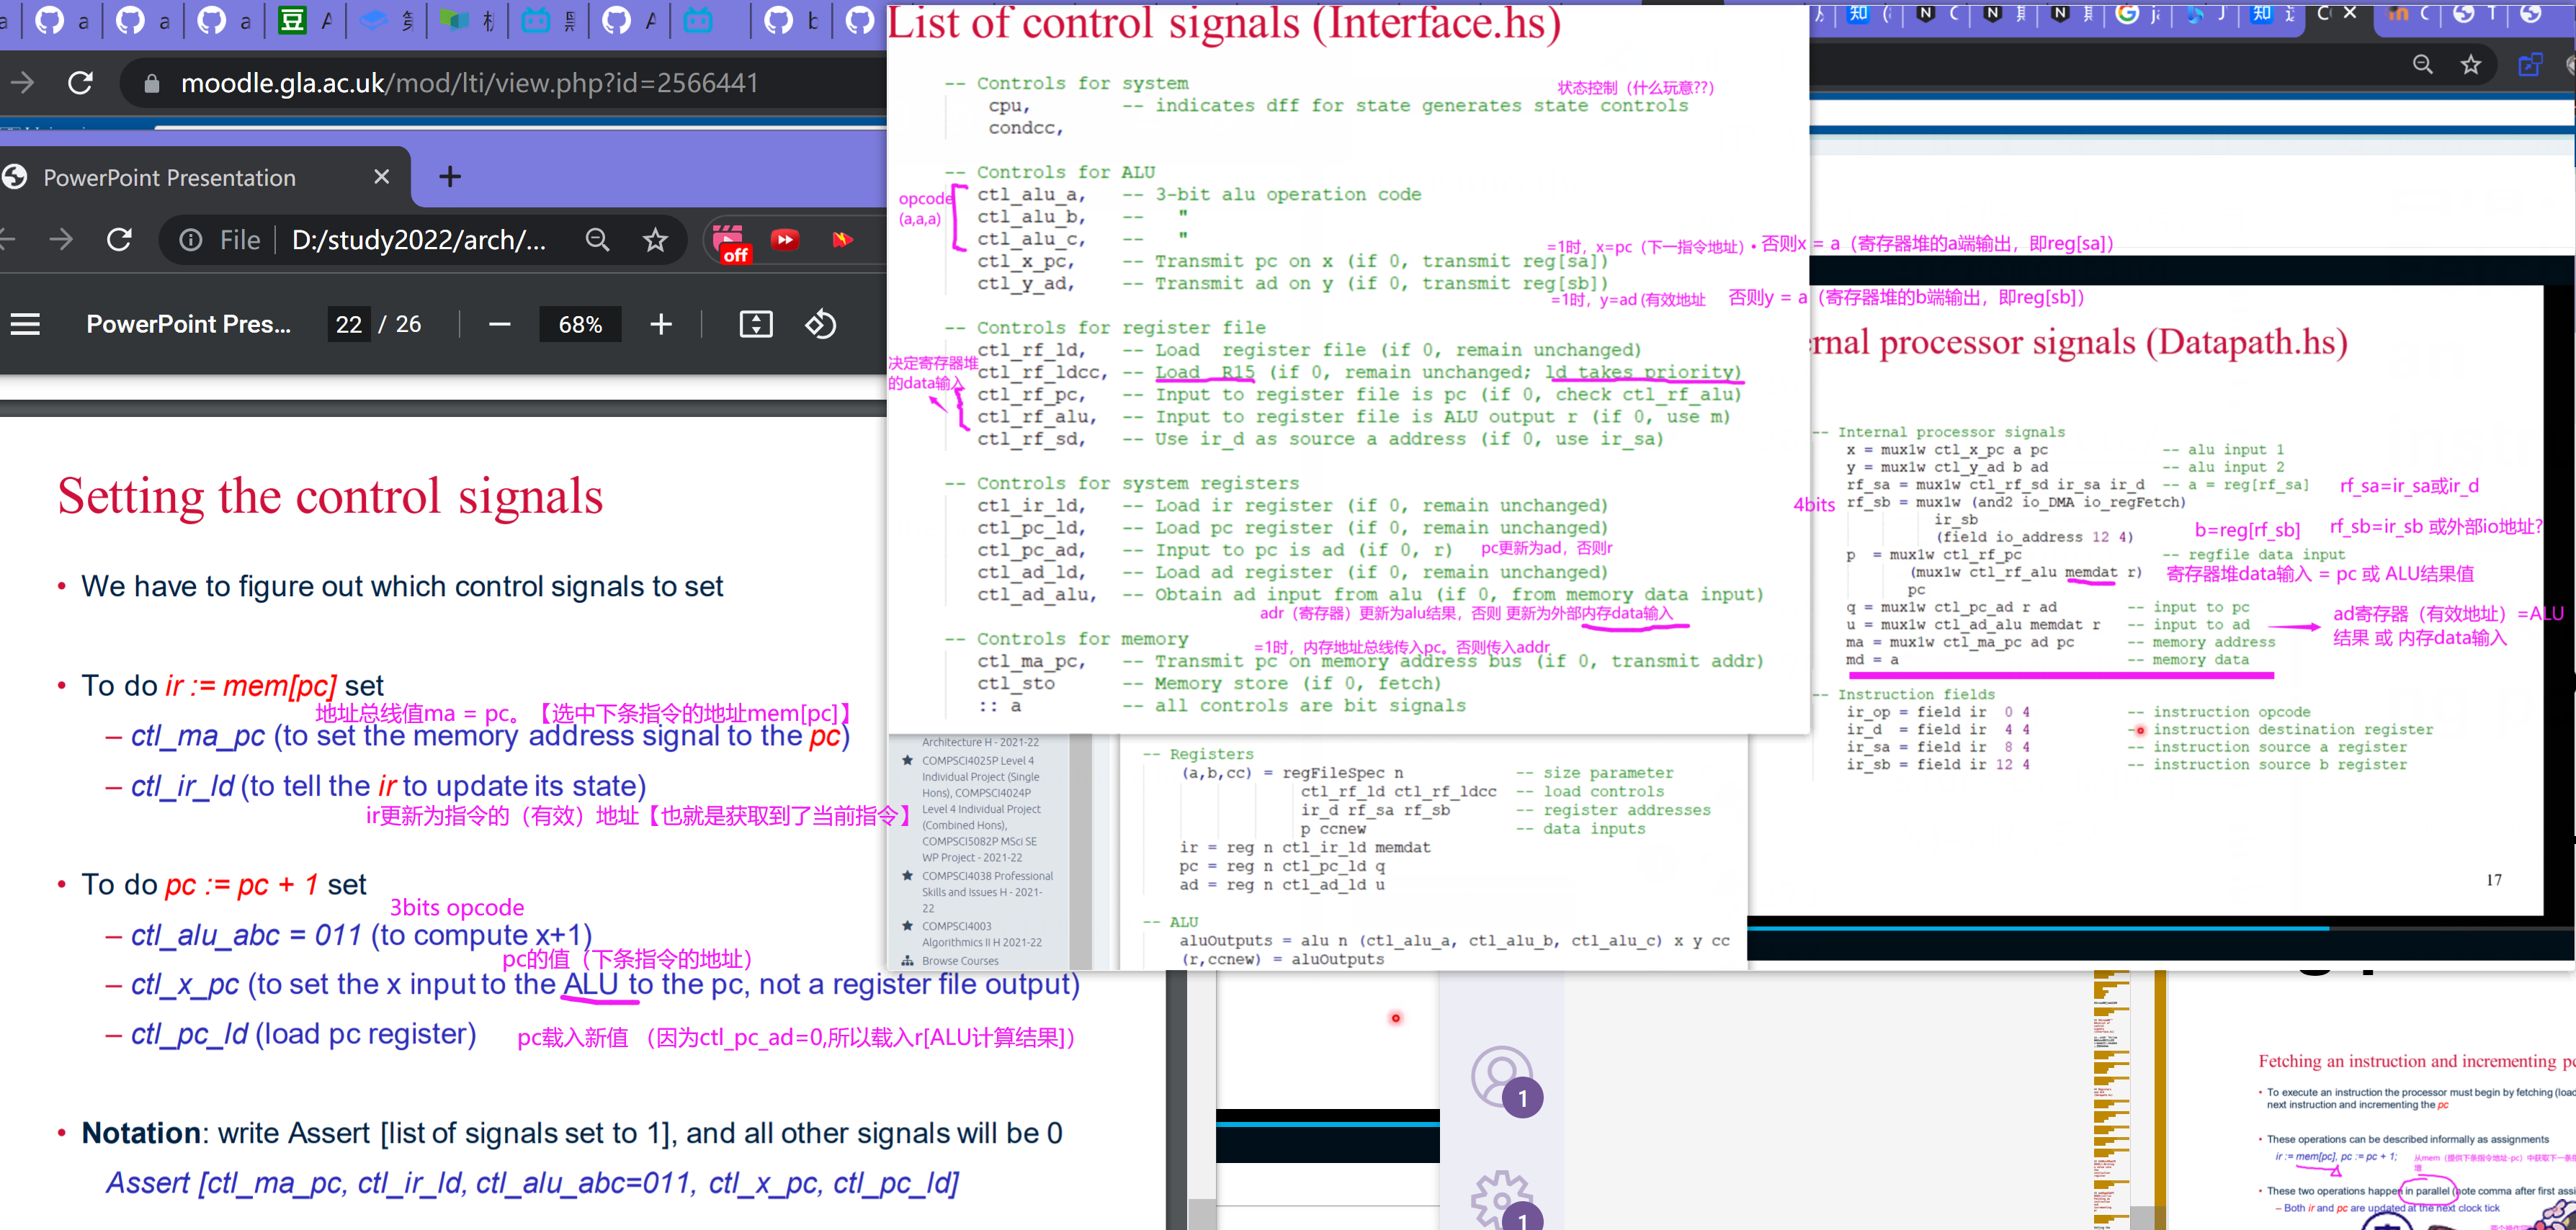 moodle.gla.ac.uk/mod/lti/view.php?id=2566441
PowerPoint Presentation
File
D:/study2022/arch/...
off
PowerPoint Pres...
22 / 26
68%
Setting the control signals
• We have to figure out which control signals to set
• To do ir := mem[pc] set
地址总线值ma = pc。【选中下条指令的地址mem[pc]】
– ctl_ma_pc (to set the memory address signal to the pc)
– ctl_ir_ld (to tell the ir to update its state)
ir更新为指令的（有效）地址【也就是获取到了当前指令】
• To do pc := pc + 1 set
3bits opcode
– ctl_alu_abc = 011 (to compute x+1)
pc的值（下条指令的地址）
– ctl_x_pc (to set the x input to the ALU to the pc, not a register file output)
– ctl_pc_ld (load pc register)
pc载入新值 （因为ctl_pc_ad=0,所以载入r[ALU计算结果]）
• Notation: write Assert [list of signals set to 1], and all other signals will be 0
Assert [ctl_ma_pc, ctl_ir_ld, ctl_alu_abc=011, ctl_x_pc, ctl_pc_ld]
List of control signals (Interface.hs)
-- Controls for system
状态控制（什么玩意??）
cpu, -- indicates dff for state generates state controls
condcc,
-- Controls for ALU
opcode
(a,a,a)
ctl_alu_a, -- 3-bit alu operation code
ctl_alu_b, -- "
ctl_alu_c, -- "
=1时，x=pc（下一指令地址）• 否则x = a（寄存器堆的a端输出，即reg[sa]）
ctl_x_pc, -- Transmit pc on x (if 0, transmit reg[sa])
ctl_y_ad, -- Transmit ad on y (if 0, transmit reg[sb])
=1时，y=ad (有效地址 否则y = a（寄存器堆的b端输出，即reg[sb]）
-- Controls for register file
决定寄存器堆
的data输入
ctl_rf_ld, -- Load register file (if 0, remain unchanged)
ctl_rf_ldcc, -- Load R15 (if 0, remain unchanged; ld takes priority)
ctl_rf_pc, -- Input to register file is pc (if 0, check ctl_rf_alu)
ctl_rf_alu, -- Input to register file is ALU output r (if 0, use m)
ctl_rf_sd, -- Use ir_d as source a address (if 0, use ir_sa)
-- Controls for system registers
ctl_ir_ld, -- Load ir register (if 0, remain unchanged)
ctl_pc_ld, -- Load pc register (if 0, remain unchanged)
ctl_pc_ad, -- Input to pc is ad (if 0, r)
pc更新为ad，否则r
ctl_ad_ld, -- Load ad register (if 0, remain unchanged)
ctl_ad_alu, -- Obtain ad input from alu (if 0, from memory data input)
adr（寄存器）更新为alu结果，否则 更新为外部内存data输入
-- Controls for memory
=1时，内存地址总线传入pc。否则传入addr
ctl_ma_pc, -- Transmit pc on memory address bus (if 0, transmit addr)
ctl_sto -- Memory store (if 0, fetch)
:: a -- all controls are bit signals
Architecture H - 2021-22
COMPSCI4025P Level 4
Individual Project (Single
Hons), COMPSCI4024P
Level 4 Individual Project
(Combined Hons),
COMPSCI5082P MSci SE
WP Project - 2021-22
COMPSCI4038 Professional
Skills and Issues H - 2021-
22
COMPSCI4003
Algorithmics II H 2021-22
Browse Courses
-- Registers
(a,b,cc) = regFileSpec n -- size parameter
ctl_rf_ld ctl_rf_ldcc -- load controls
ir_d rf_sa rf_sb -- register addresses
p ccnew -- data inputs
ir = reg n ctl_ir_ld memdat
pc = reg n ctl_pc_ld q
ad = reg n ctl_ad_ld u
-- ALU
aluOutputs = alu n (ctl_alu_a, ctl_alu_b, ctl_alu_c) x y cc
(r,ccnew) = aluOutputs
rnal processor signals (Datapath.hs)
-- Internal processor signals
x = mux1w ctl_x_pc a pc -- alu input 1
y = mux1w ctl_y_ad b ad -- alu input 2
rf_sa = mux1w ctl_rf_sd ir_sa ir_d -- a = reg[rf_sa]
rf_sa=ir_sa或ir_d
4bits
rf_sb = mux1w (and2 io_DMA io_regFetch)
ir_sb
(field io_address 12 4)
b=reg[rf_sb]
rf_sb=ir_sb 或外部io地址?
p = mux1w ctl_rf_pc -- regfile data input
(mux1w ctl_rf_alu memdat r)
寄存器堆data输入 = pc 或 ALU结果值
pc
q = mux1w ctl_pc_ad r ad -- input to pc
u = mux1w ctl_ad_alu memdat r -- input to ad
ad寄存器（有效地址）=ALU
结果 或 内存data输入
ma = mux1w ctl_ma_pc ad pc -- memory address
md = a -- memory data
-- Instruction fields
ir_op = field ir 0 4 -- instruction opcode
ir_d = field ir 4 4 -- instruction destination register
ir_sa = field ir 8 4 -- instruction source a register
ir_sb = field ir 12 4 -- instruction source b register
17
1
1
Fetching an instruction and incrementing p
• To execute an instruction the processor must begin by fetching (load
next instruction and incrementing the pc
• These operations can be described informally as assignments
ir := mem[pc], pc := pc + 1;
• These two operations happen in parallel (note comma after first assi
– Both ir and pc are updated at the next clock tick